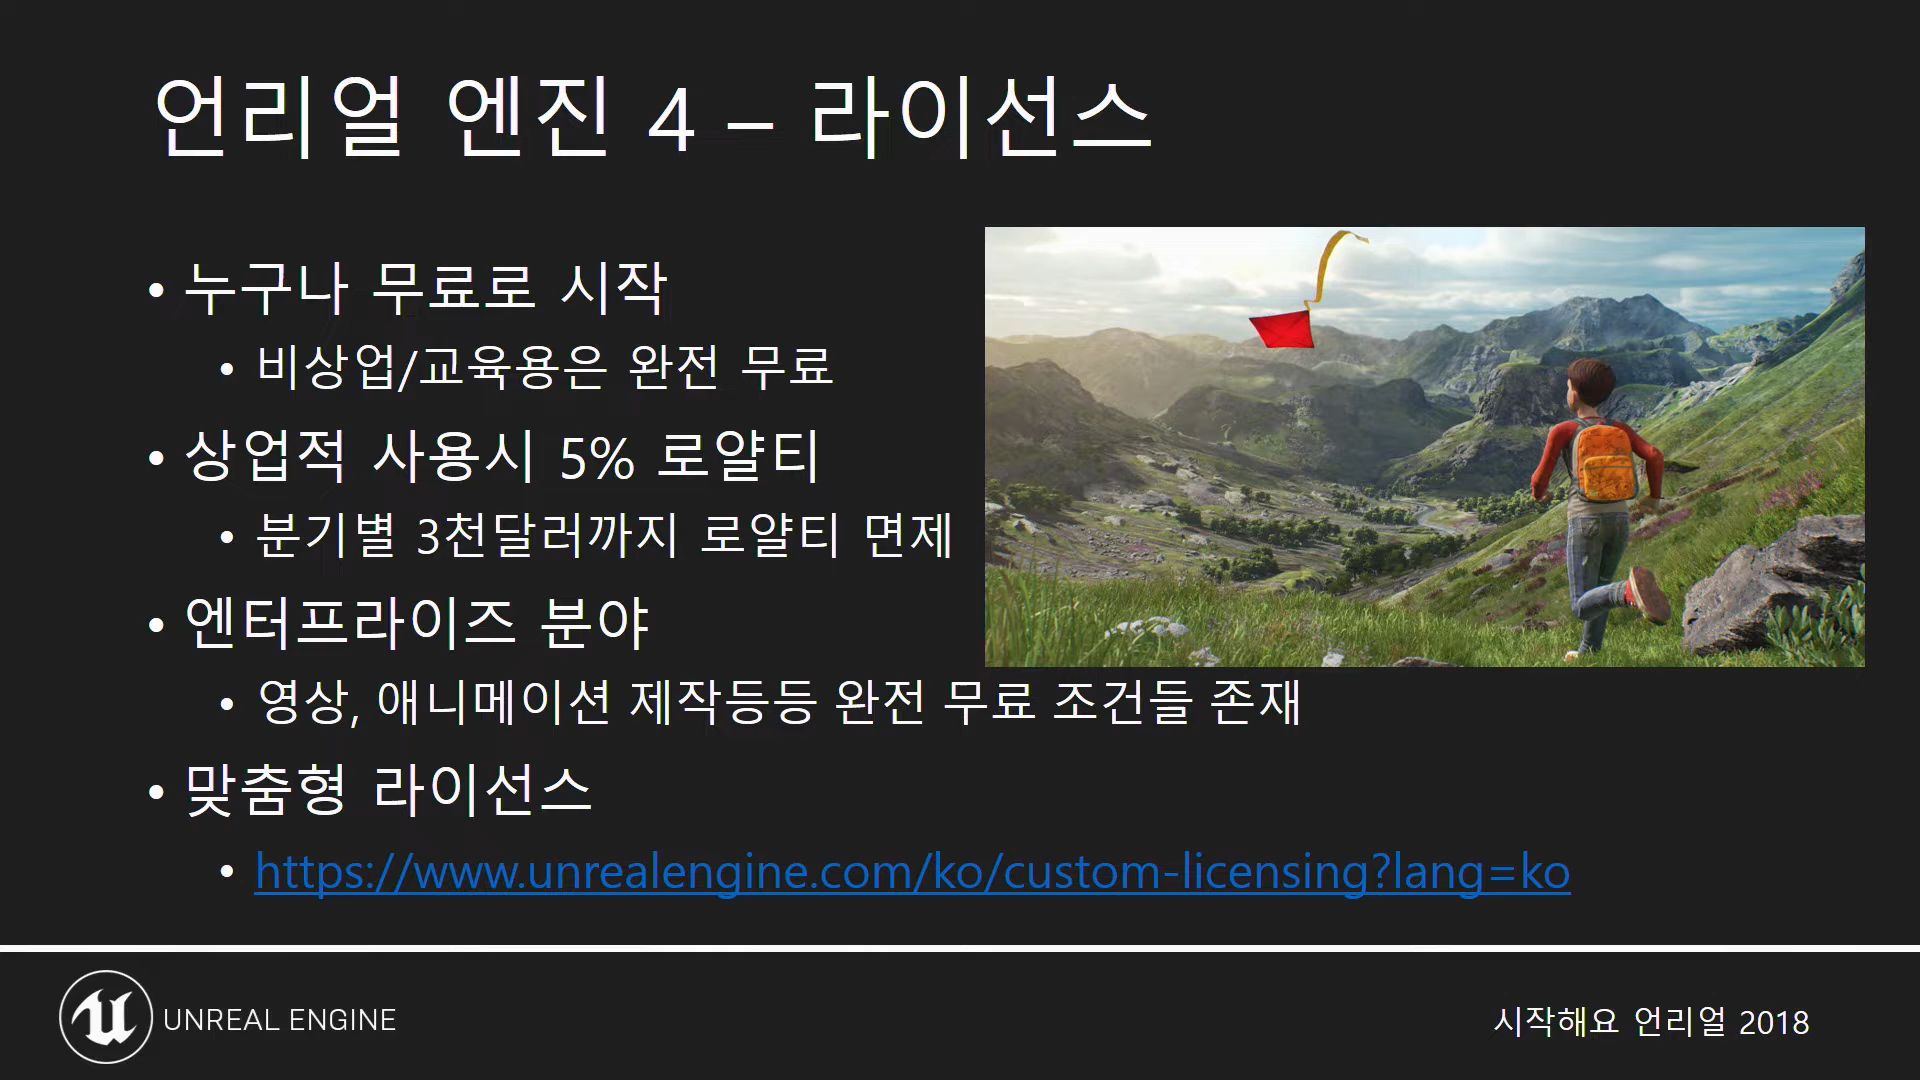 언리얼 엔진 4 – 라이선스
• 누구나 무료로 시작
• 비상업/교육용은 완전 무료
• 상업적 사용시 5% 로얄티
• 분기별 3천달러까지 로얄티 면제
• 엔터프라이즈 분야
• 영상, 애니메이션 제작등등 완전 무료 조건들 존재
• 맞춤형 라이선스
• https://www.unrealengine.com/ko/custom-licensing?lang=ko
UNREAL ENGINE
시작해요 언리얼 2018